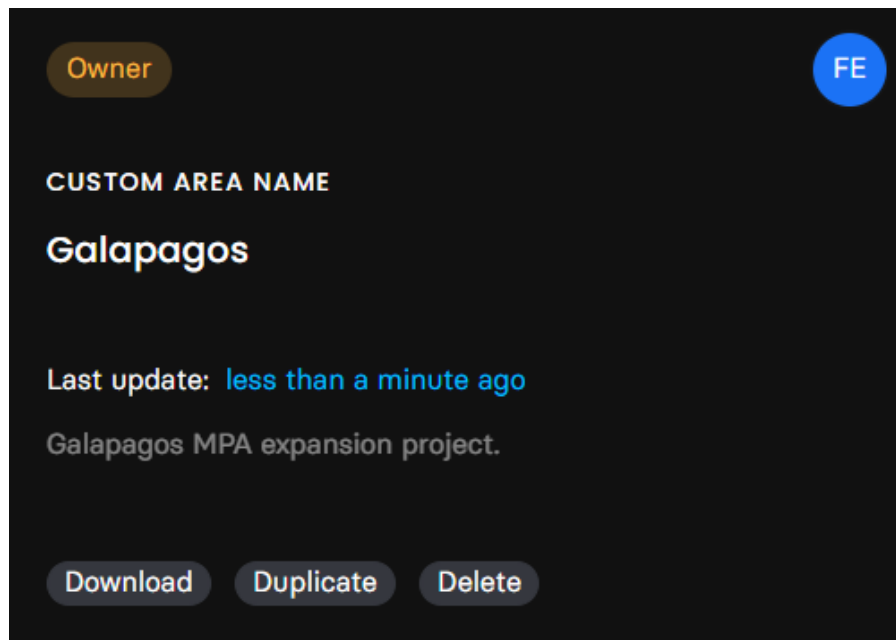 Owner FE
CUSTOM AREA NAME
Galapagos
Last update: less than a minute ago
Galapagos MPA expansion project.
Download Duplicate Delete